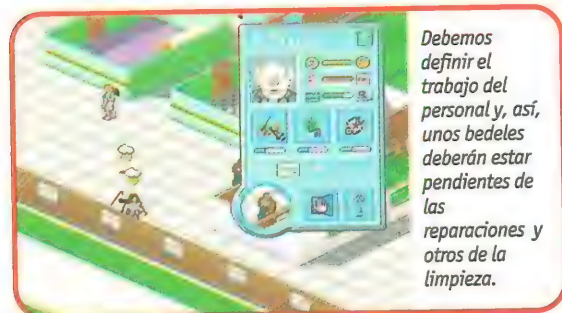 Debemos
definir el
trabajo del
personal y, así,
unos bedeles
deberán estar
pendientes de
las
reparaciones y
otros de la
limpieza.